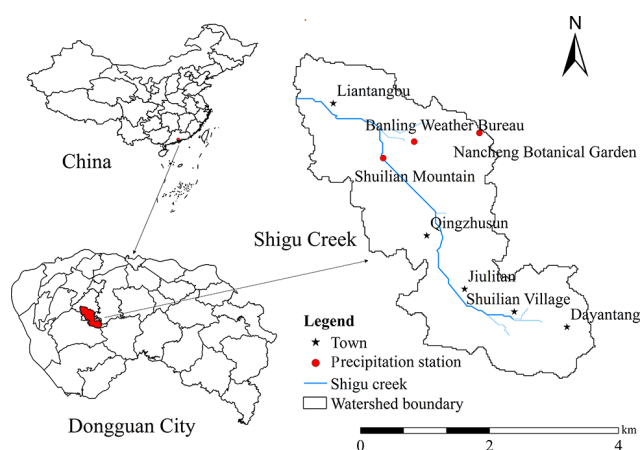 N
Liantangbu
Banling Weather Bureau
Nancheng Botanical Garden
China
Shuilian Mountain
Qingzhusun
Shigu Creek
Jiulitan
Shuilian Village
Dayantang
Legend
Town
Precipitation station
Shigu creek
Watershed boundary
Dongguan City
km
0 2 4